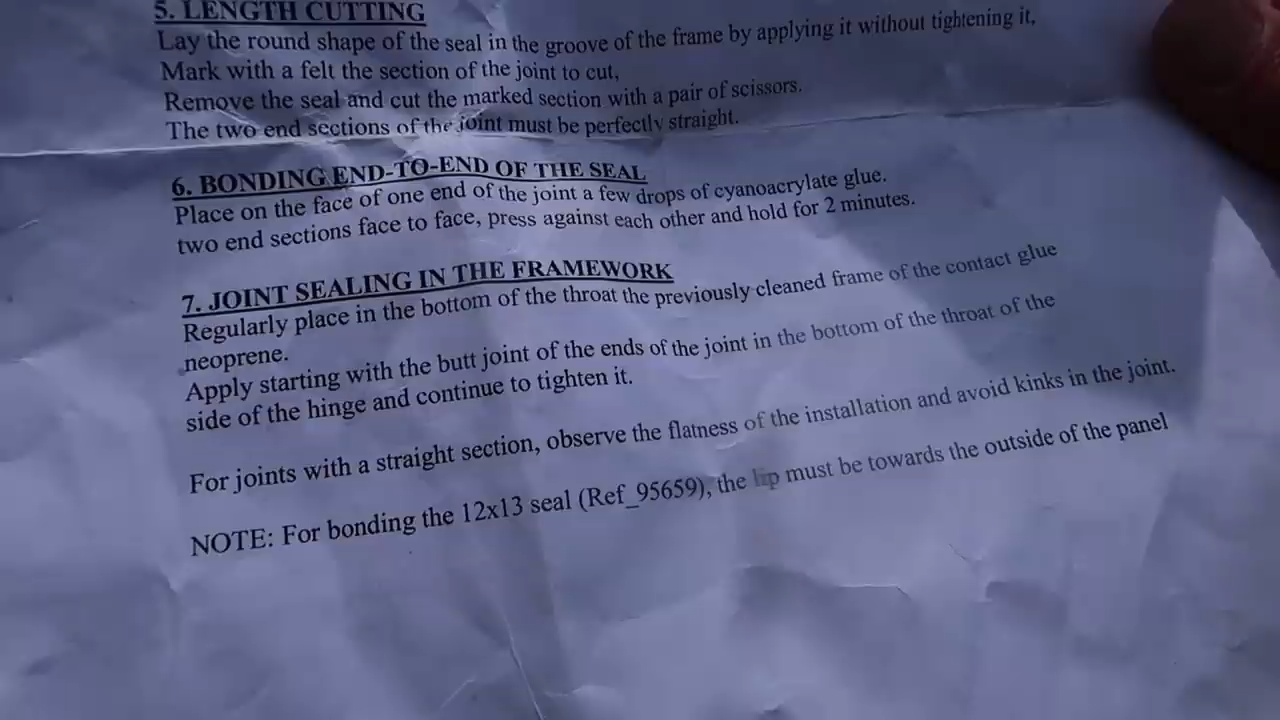 5. LENGTH CUTTING
Lay the round shape of the seal in the groove of the frame by applying it without tightening it,
Mark with a felt the section of the joint to cut,
Remove the seal and cut the marked section with a pair of scissors.
The two end sections of the joint must be perfectly straight.
6. BONDING END-TO-END OF THE SEAL
Place on the face of one end of the joint a few drops of cyanoacrylate glue.
two end sections face to face, press against each other and hold for 2 minutes.
7. JOINT SEALING IN THE FRAMEWORK
Regularly place in the bottom of the throat the previously cleaned frame of the contact glue
neoprene.
Apply starting with the butt joint of the ends of the joint in the bottom of the throat of the
side of the hinge and continue to tighten it.
For joints with a straight section, observe the flatness of the installation and avoid kinks in the joint.
NOTE: For bonding the 12x13 seal (Ref_95659), the lip must be towards the outside of the panel